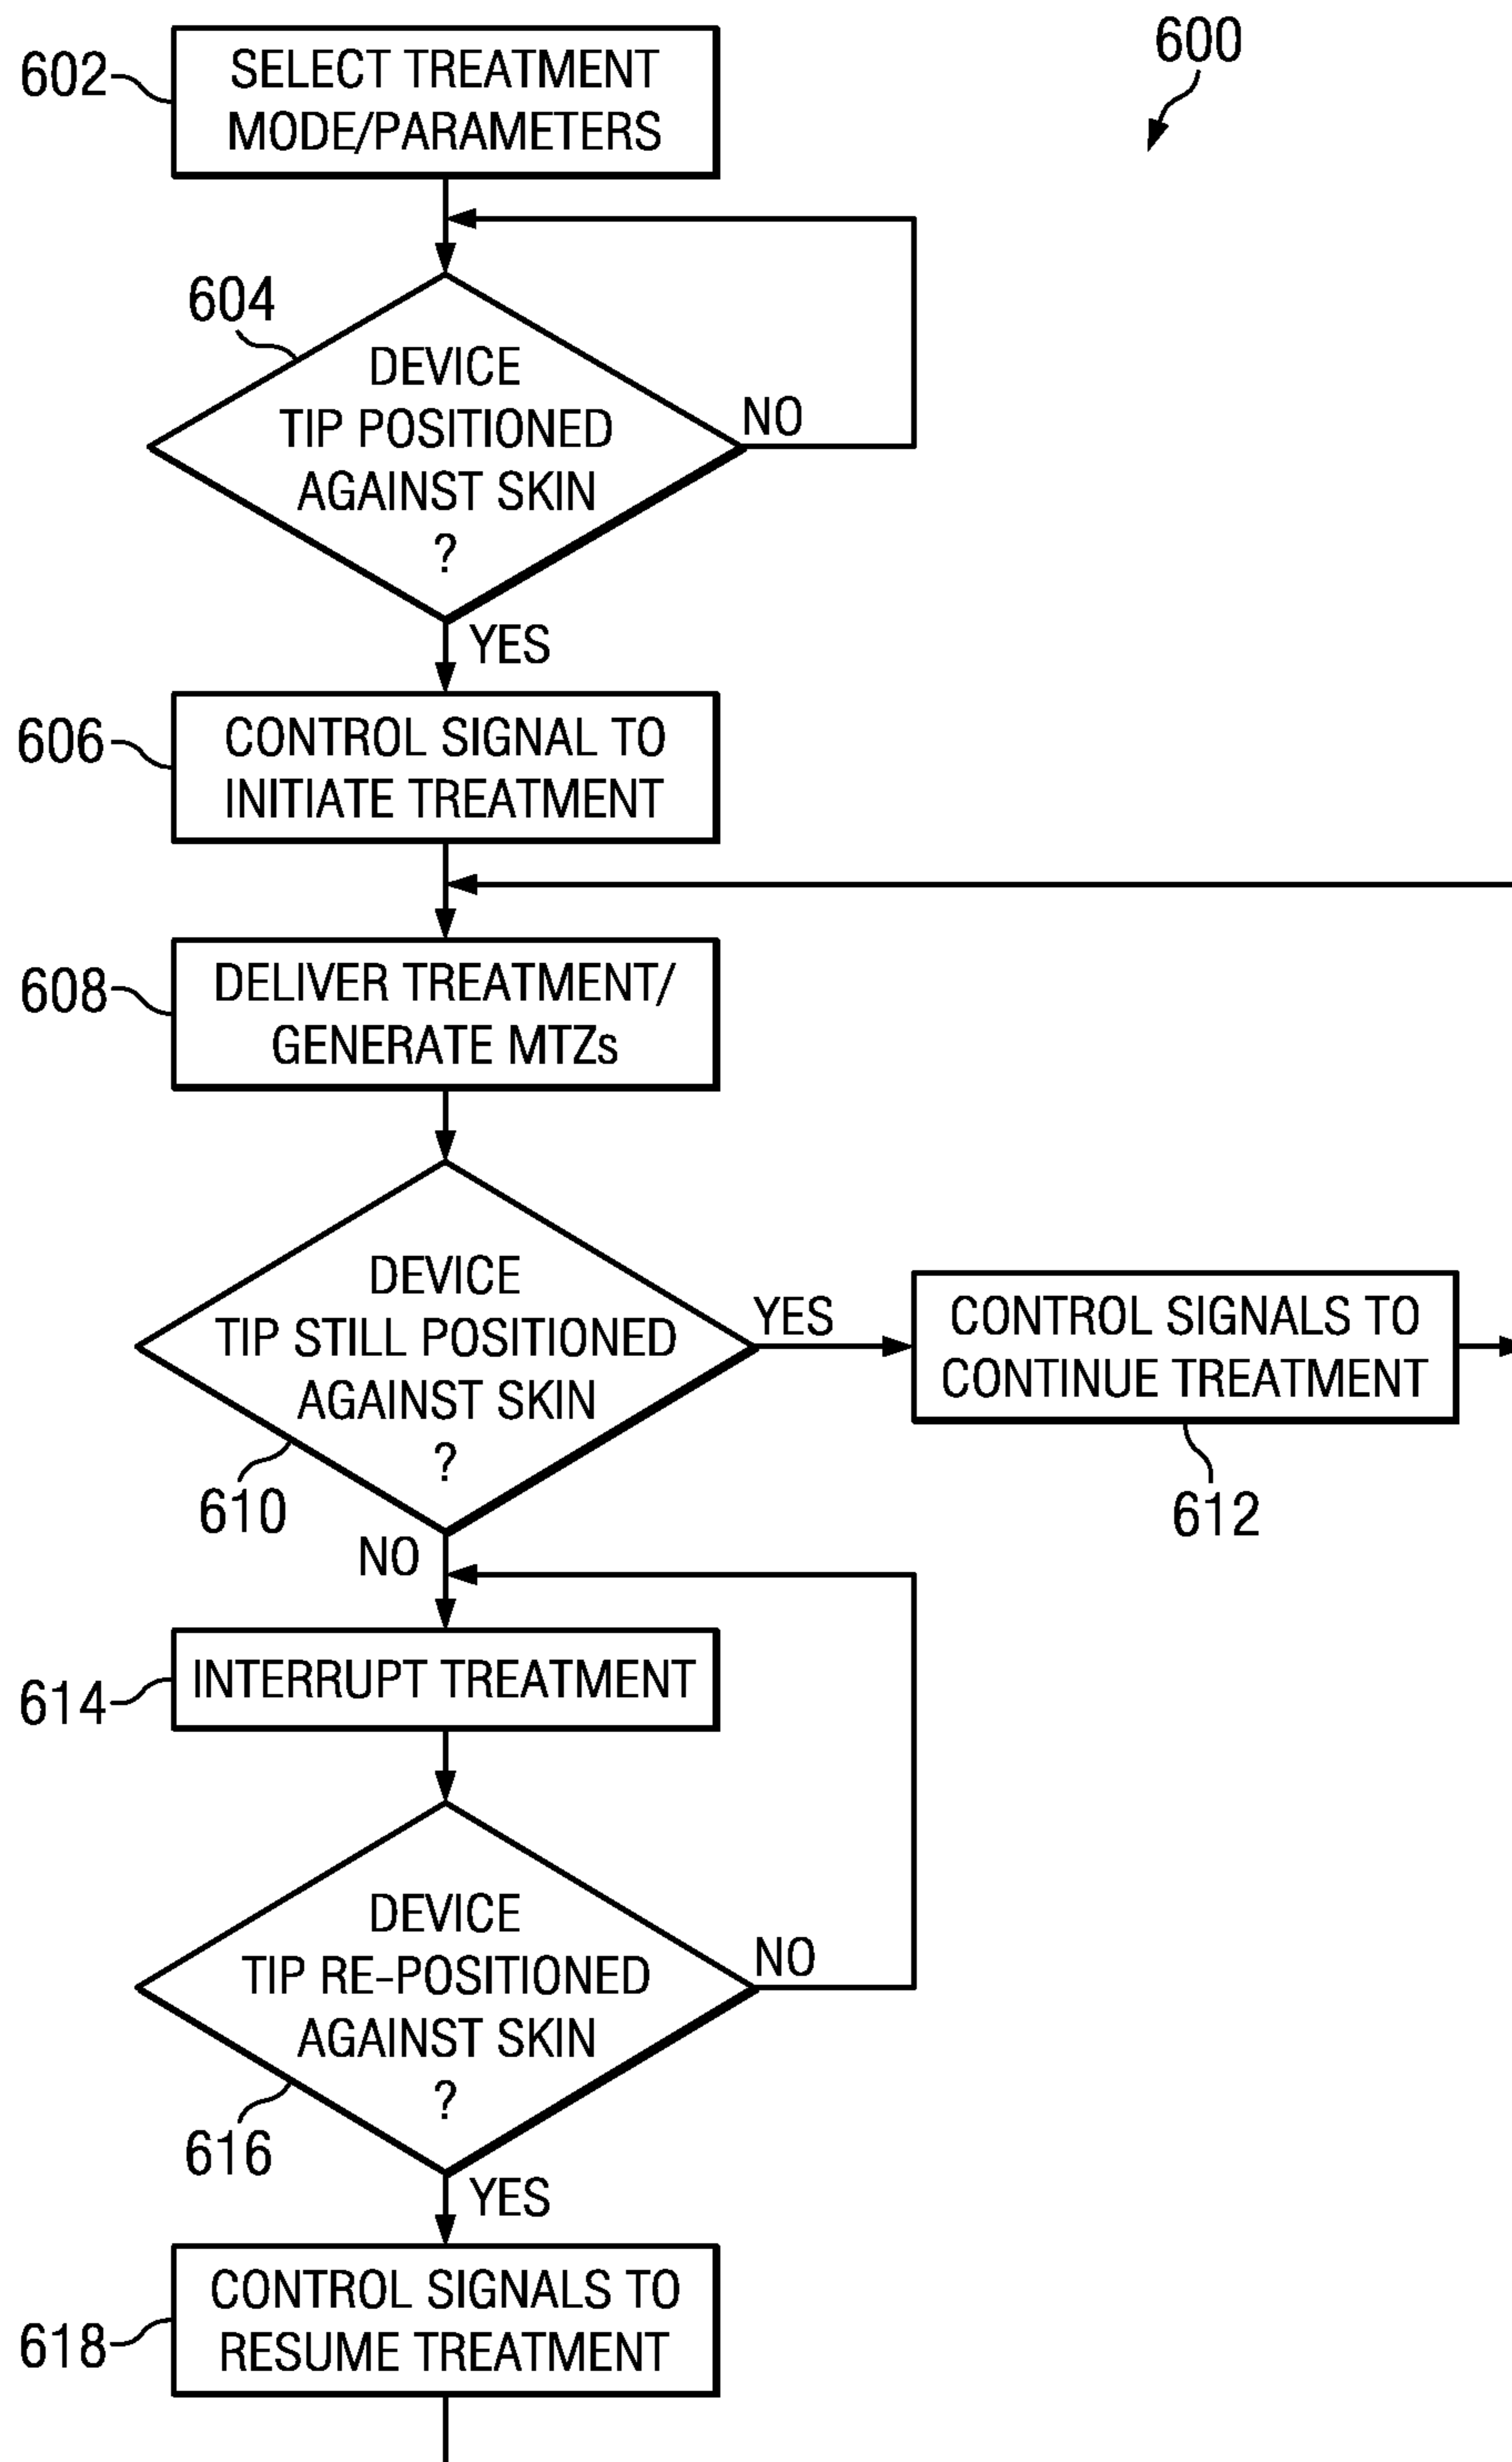 600
602
SELECT TREATMENT
MODE/PARAMETERS
604
DEVICE
TIP POSITIONED
AGAINST SKIN
?
NO
YES
606
CONTROL SIGNAL TO
INITIATE TREATMENT
608
DELIVER TREATMENT/
GENERATE MTZs
DEVICE
TIP STILL POSITIONED
AGAINST SKIN
?
610
YES
CONTROL SIGNALS TO
CONTINUE TREATMENT
612
NO
614
INTERRUPT TREATMENT
DEVICE
TIP RE-POSITIONED
AGAINST SKIN
?
616
NO
YES
618
CONTROL SIGNALS TO
RESUME TREATMENT